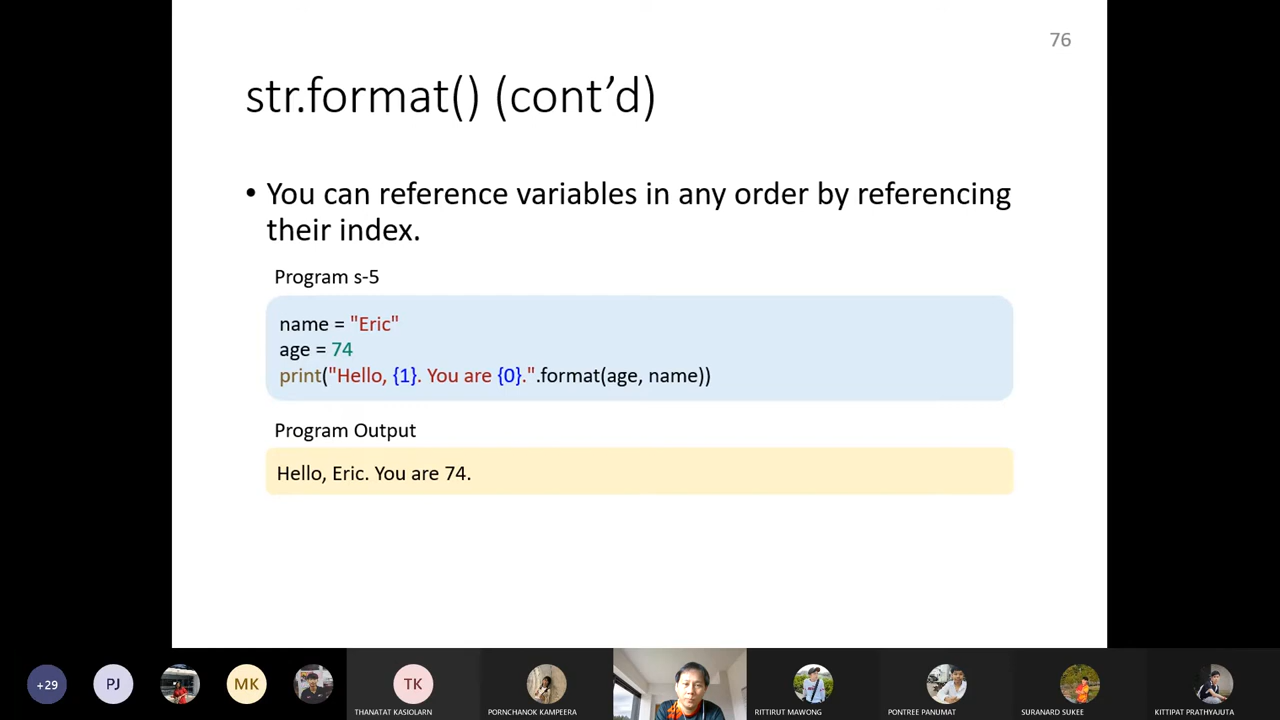 76
str.format() (cont’d)
• You can reference variables in any order by referencing
their index.
Program s-5
name = "Eric"
age = 74
print("Hello, {1}. You are {0}.".format(age, name))
Program Output
Hello, Eric. You are 74.
+29
PJ
MK
TK
THANATAT KASIOLARN
PORNCHANOK KAMPEERA
RITTIRUT MAWONG
PONTREE PANUMAT
SURANARD SUKEE
KITTIPAT PRATHYAJUTA